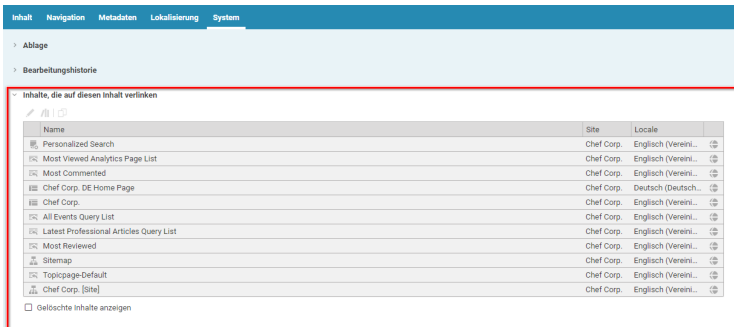 Inhalt Navigation Metadaten Lokalisierung System
Ablage
Bearbeitungshistorie
Inhalte, die auf diesen Inhalt verlinken
Name Site Locale
Personalized Search Chef Corp. Englisch (Vereini...
Most Viewed Analytics Page List Chef Corp. Englisch (Vereini...
Most Commented Chef Corp. Englisch (Vereini...
Chef Corp. DE Home Page Chef Corp. Deutsch (Deutsch...
Chef Corp. Chef Corp. Englisch (Vereini...
All Events Query List Chef Corp. Englisch (Vereini...
Latest Professional Articles Query List Chef Corp. Englisch (Vereini...
Most Reviewed Chef Corp. Englisch (Vereini...
Sitemap Chef Corp. Englisch (Vereini...
Topicpage-Default Chef Corp. Englisch (Vereini...
Chef Corp. [Site] Chef Corp. Englisch (Vereini...
Gelöschte Inhalte anzeigen